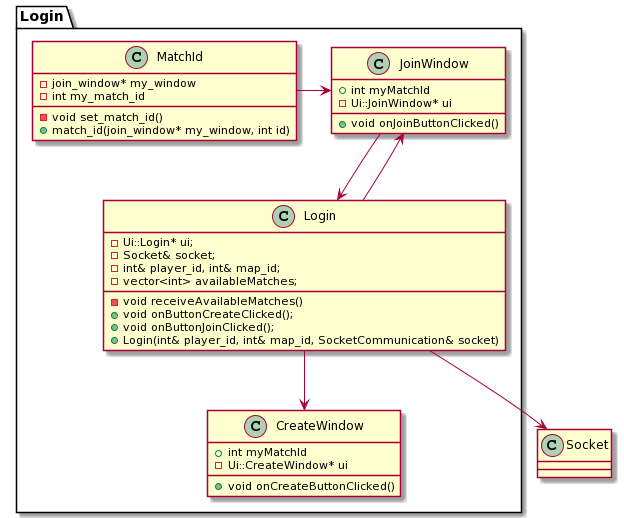 Login
C MatchId
join_window* my_window
int my_match_id
void set_match_id()
match_id(join_window* my_window, int id)
C JoinWindow
int myMatchId
Ui::JoinWindow* ui
void onJoinButtonClicked()
C Login
Ui::Login* ui;
Socket& socket;
int& player_id, int& map_id;
vector<int> availableMatches;
void receiveAvailableMatches()
void onButtonCreateClicked();
void onButtonJoinClicked();
Login(int& player_id, int& map_id, SocketCommunication& socket)
C CreateWindow
int myMatchId
Ui::CreateWindow* ui
void onCreateButtonClicked()
C Socket